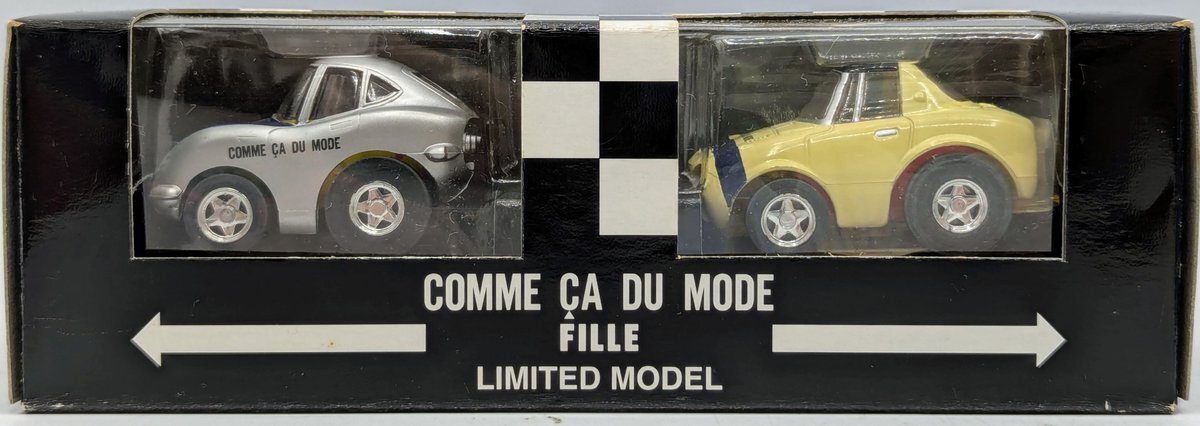 COMME ÇA DU MODE
COMME ÇA DU MODE
FILLE
LIMITED MODEL